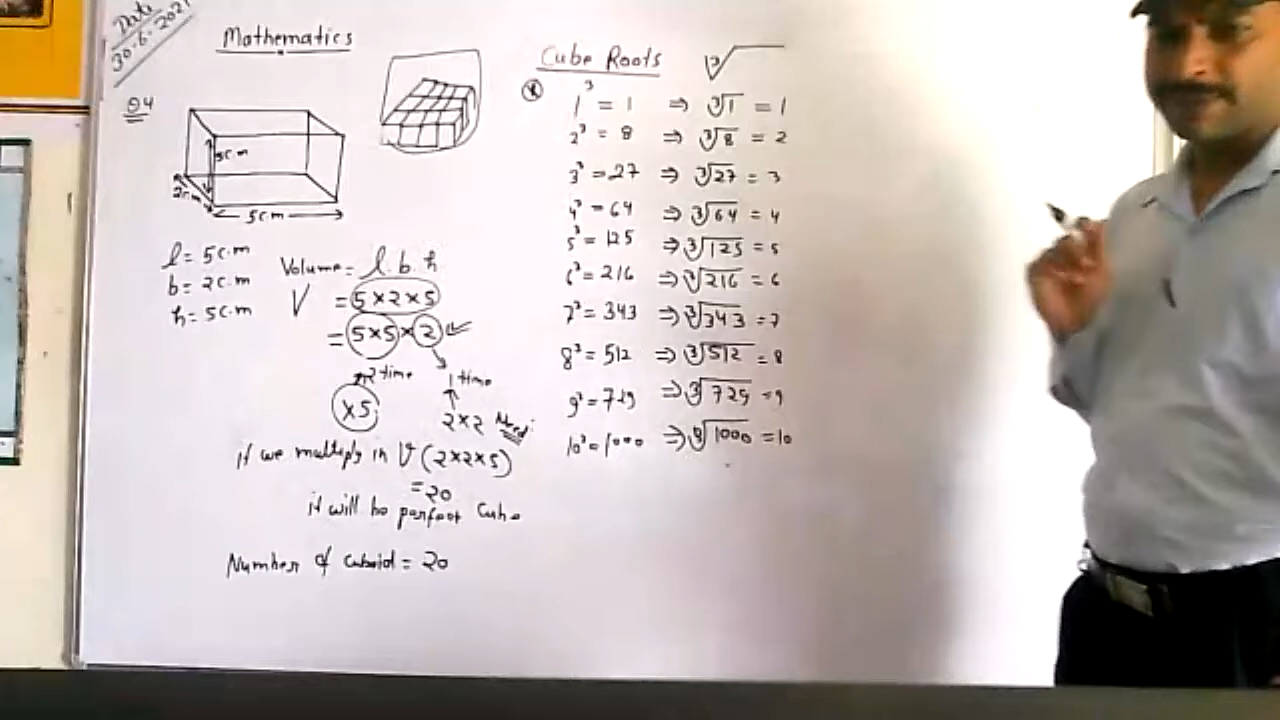 Date
30-6-2021
Mathematics
Q4
5cm
2cm
5cm
l = 5cm
b = 2cm
h = 5cm
Volume = l.b.h
V = 5×2×5
= 5×5×2
2 time
1 time
×5
2×2 Need
if we multiply in V (2×2×5)
= 20
it will be perfect Cube
Number of cuboid = 20
Cube Roots ∛
1³ = 1 ⇒ ∛1 = 1
2³ = 8 ⇒ ∛8 = 2
3³ = 27 ⇒ ∛27 = 3
4³ = 64 ⇒ ∛64 = 4
5³ = 125 ⇒ ∛125 = 5
6³ = 216 ⇒ ∛216 = 6
7³ = 343 ⇒ ∛343 = 7
8³ = 512 ⇒ ∛512 = 8
9³ = 729 ⇒ ∛729 = 9
10³ = 1000 ⇒ ∛1000 = 10